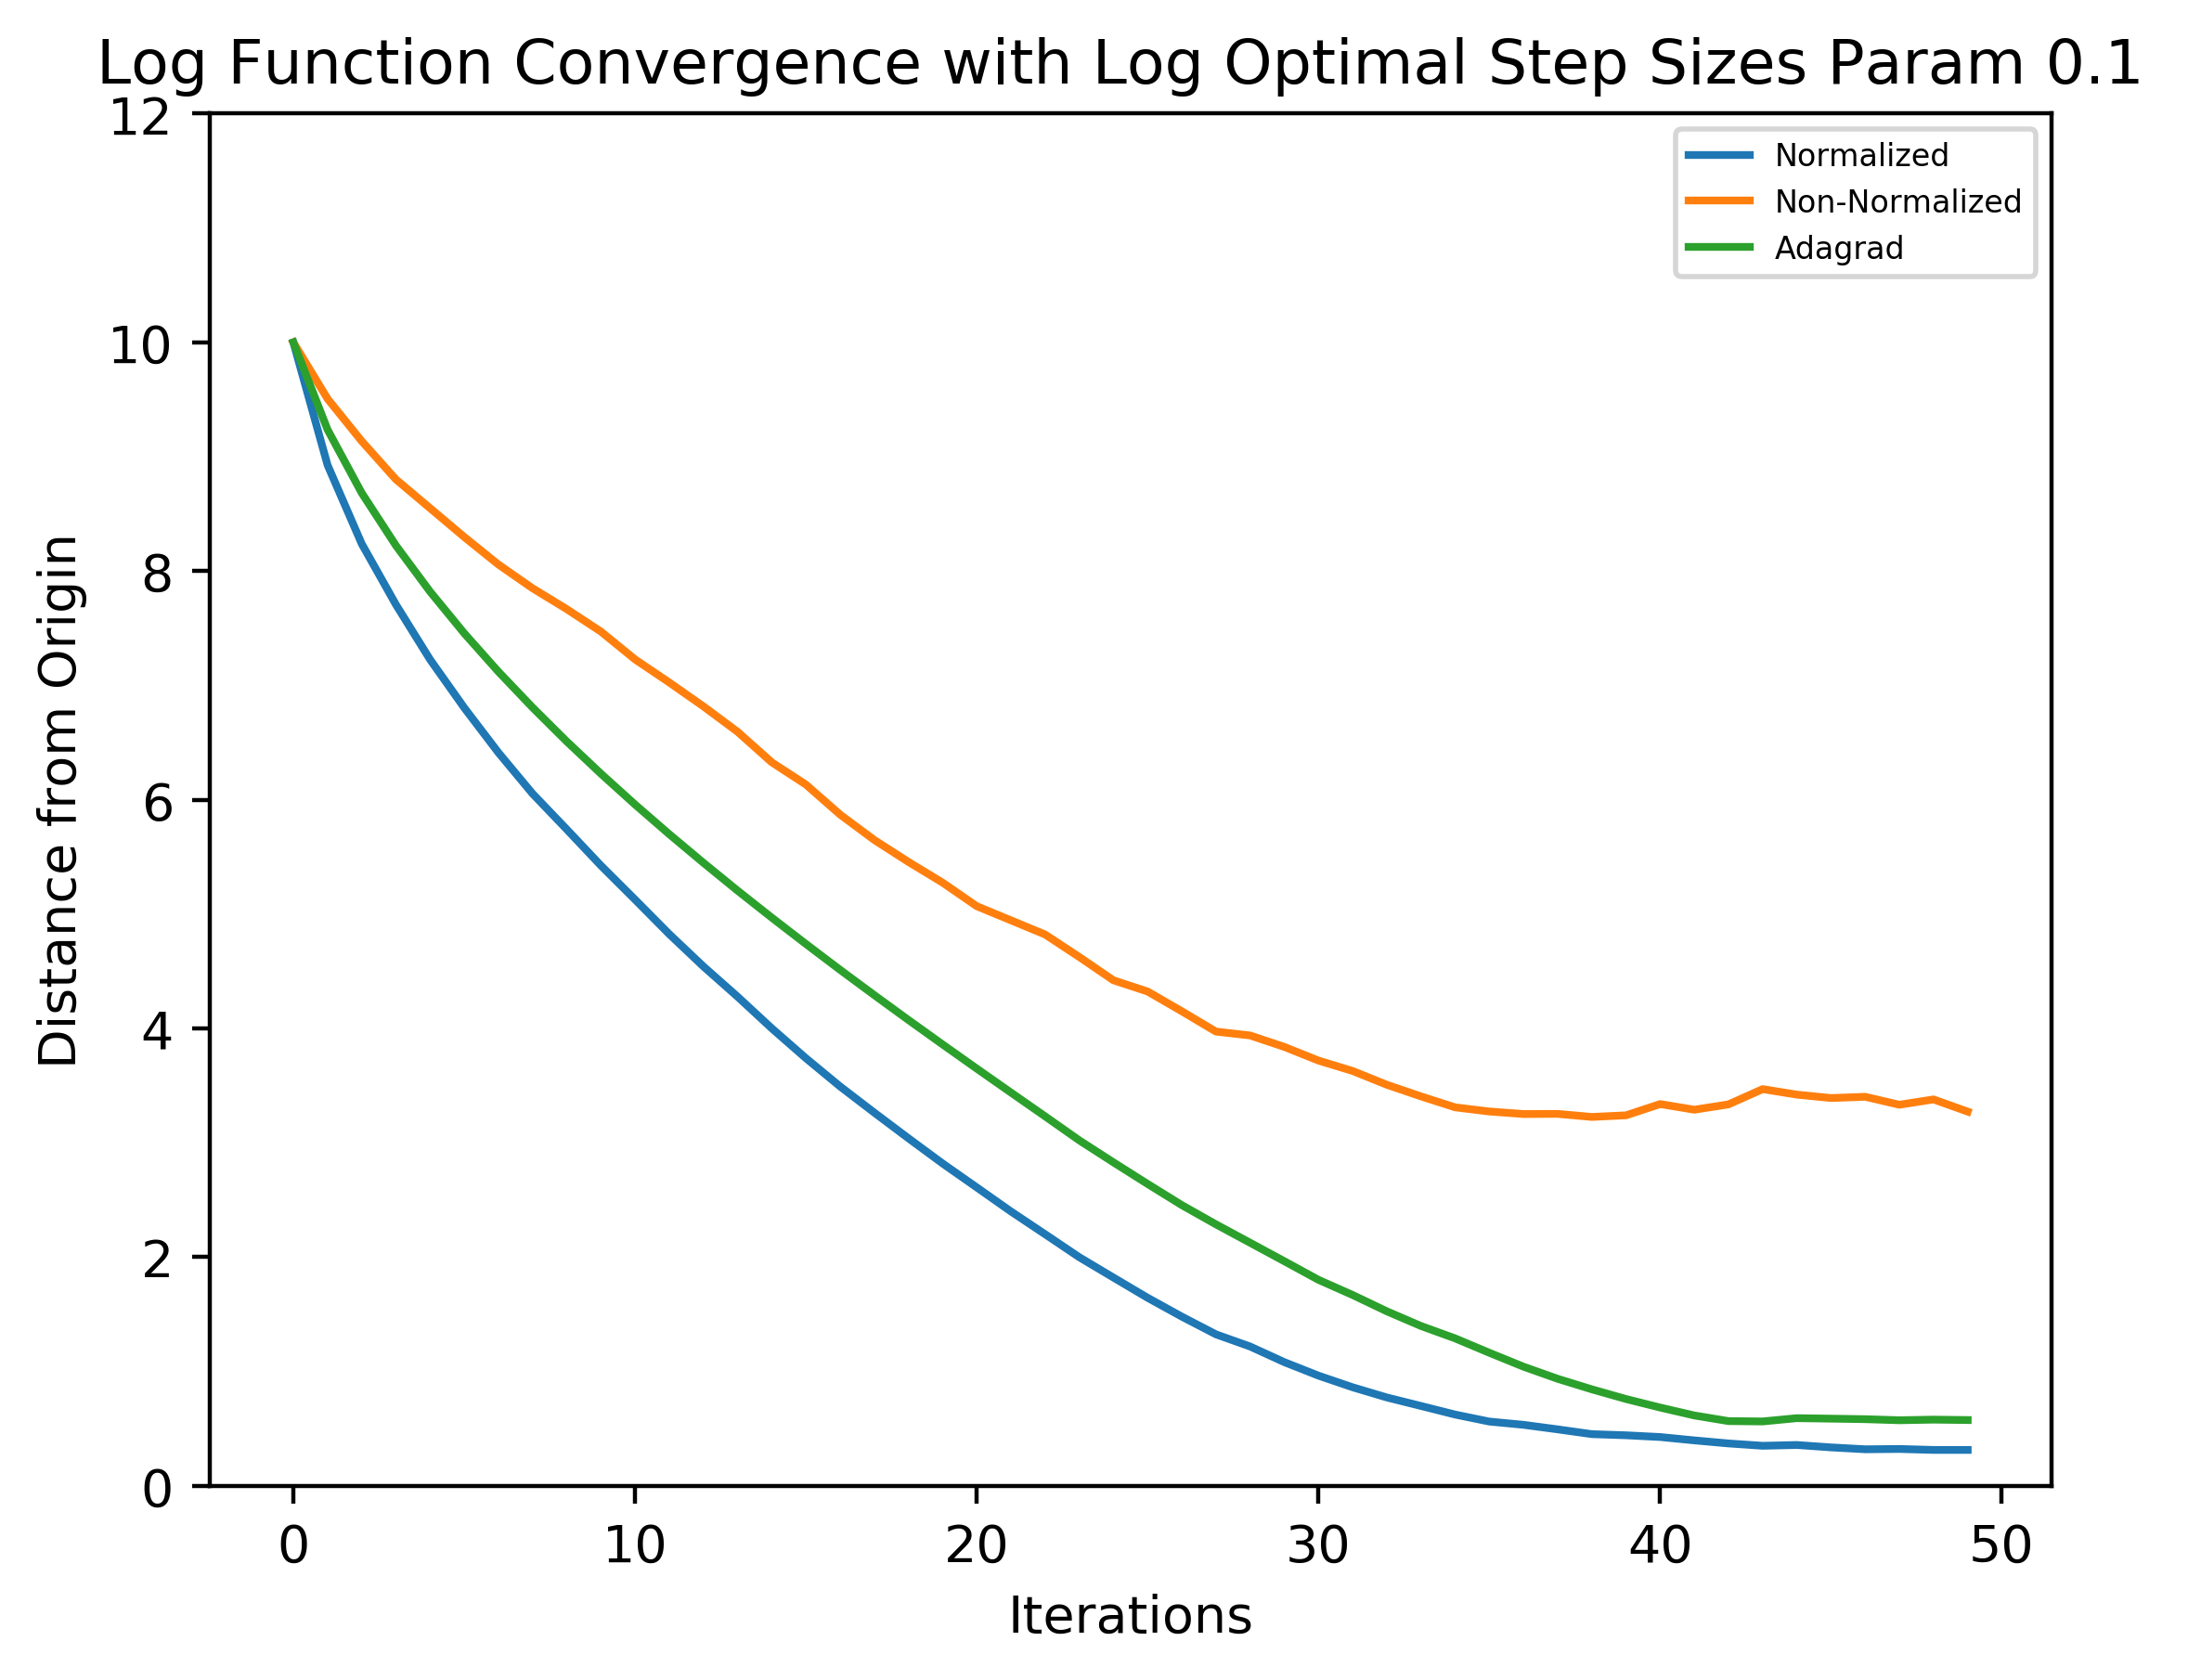 Log Function Convergence with Log Optimal Step Sizes Param 0.1
12
10
8
6
4
2
0
Distance from Origin
Normalized
Non-Normalized
Adagrad
0 10 20 30 40 50
Iterations